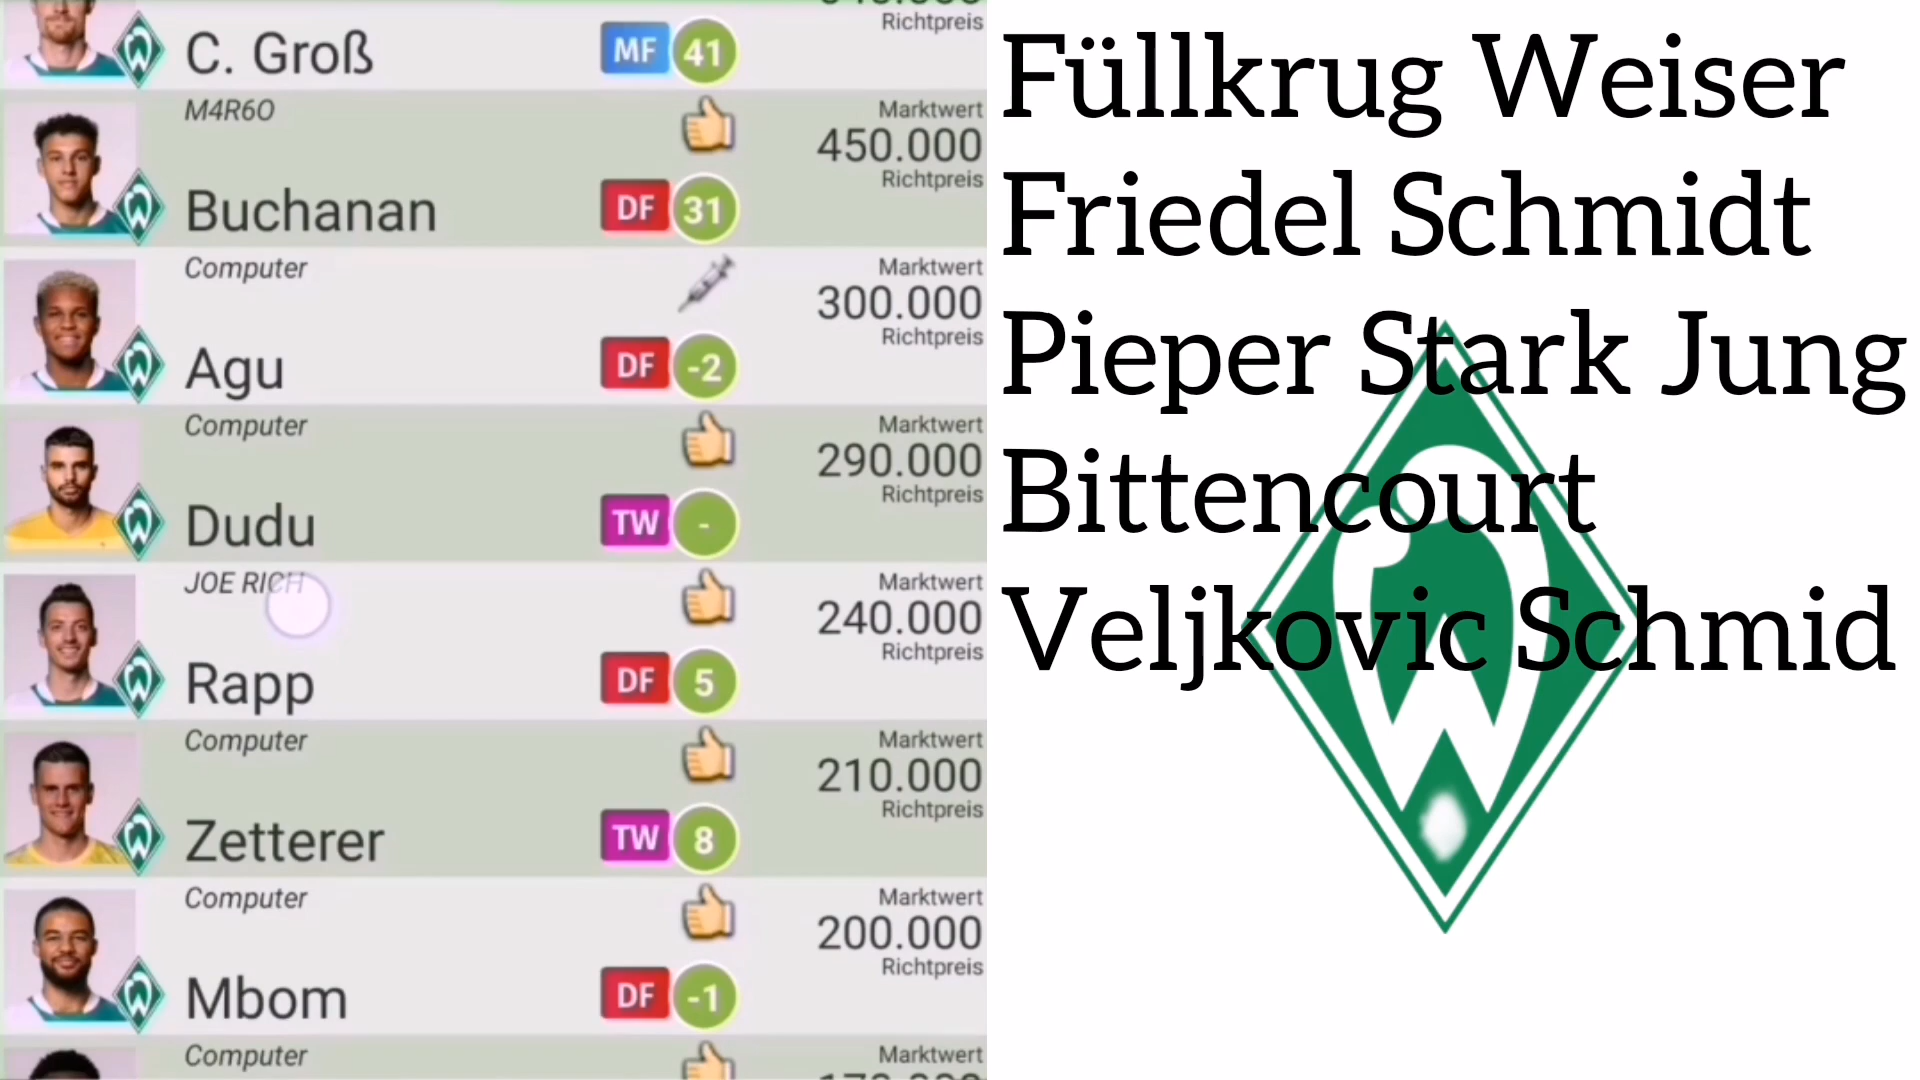 Richtpreis
C. Groß MF 41
M4R6O Marktwert
450.000
Richtpreis
Buchanan DF 31
Computer Marktwert
300.000
Richtpreis
Agu DF -2
Computer Marktwert
290.000
Richtpreis
Dudu TW -
JOE RICH Marktwert
240.000
Richtpreis
Rapp DF 5
Computer Marktwert
210.000
Richtpreis
Zetterer TW 8
Computer Marktwert
200.000
Richtpreis
Mbom DF -1
Computer Marktwert
Füllkrug Weiser
Friedel Schmidt
Pieper Stark Jung
Bittencourt
Veljkovic Schmid